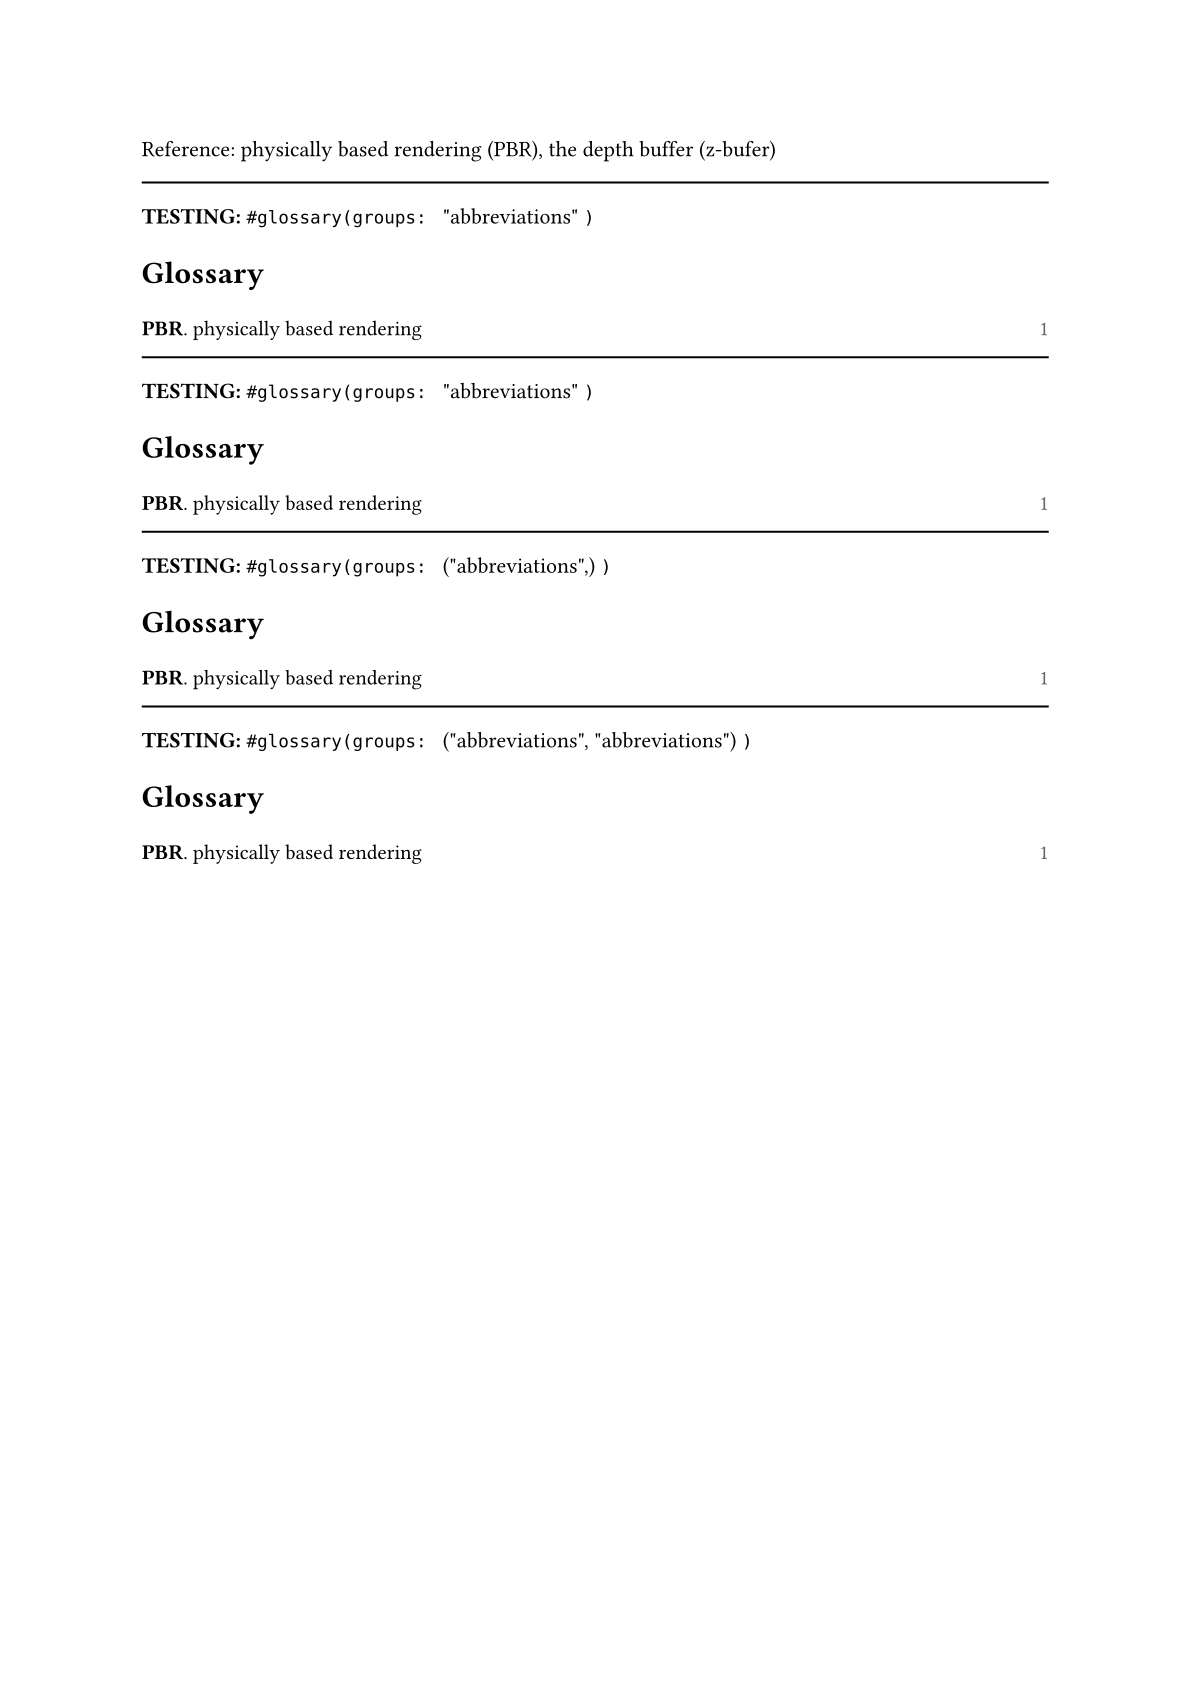 Reference: physically based rendering (PBR), the depth buffer (z-bufer)
TESTING: #glossary(groups: "abbreviations" )
Glossary
PBR. physically based rendering 1
TESTING: #glossary(groups: "abbreviations" )
Glossary
PBR. physically based rendering 1
TESTING: #glossary(groups: ("abbreviations",) )
Glossary
PBR. physically based rendering 1
TESTING: #glossary(groups: ("abbreviations", "abbreviations") )
Glossary
PBR. physically based rendering 1